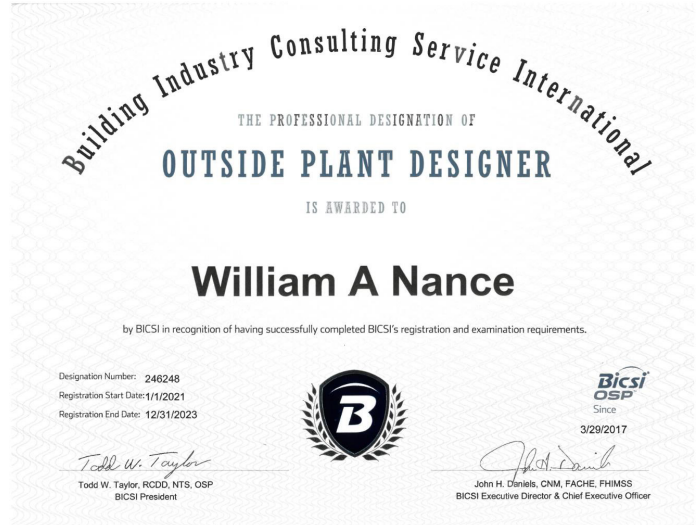 Building Industry Consulting Service International
THE PROFESSIONAL DESIGNATION OF
OUTSIDE PLANT DESIGNER
IS AWARDED TO
William A Nance
by BICSI in recognition of having successfully completed BICSI's registration and examination requirements.
Designation Number: 246248
Registration Start Date: 1/1/2021
Registration End Date: 12/31/2023
B
Bicsi
OSP
Since
3/29/2017
Todd W. Taylor
Todd W. Taylor, RCDD, NTS, OSP
BICSI President
John H. Daniels
John H. Daniels, CNM, FACHE, FHIMSS
BICSI Executive Director & Chief Executive Officer